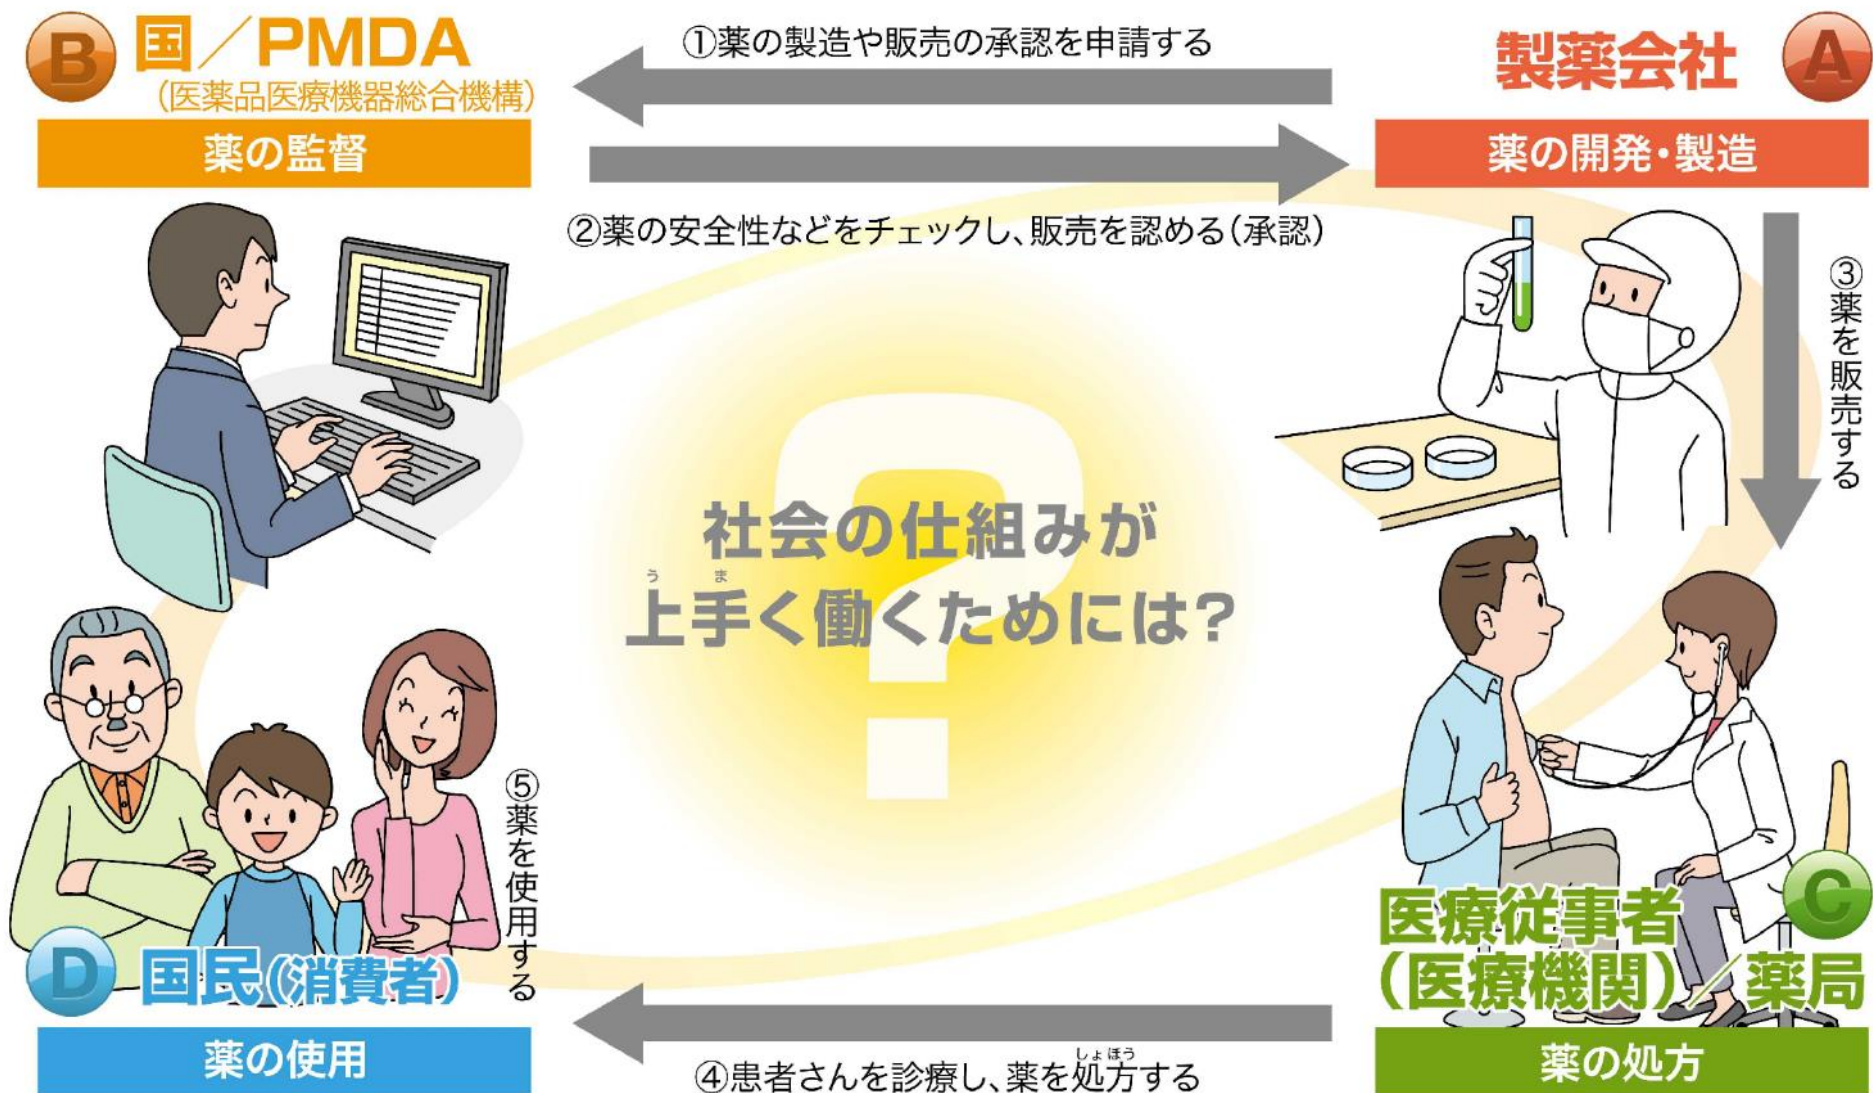 B
国／PMDA
（医薬品医療機器総合機構）
薬の監督
①薬の製造や販売の承認を申請する
②薬の安全性などをチェックし、販売を認める（承認）
製薬会社
A
薬の開発・製造
③薬を販売する
社会の仕組みが
うま
上手く働くためには?
C
医療従事者
（医療機関）／薬局
薬の処方
しょほう
④患者さんを診療し、薬を処方する
⑤薬を使用する
D
国民（消費者）
薬の使用